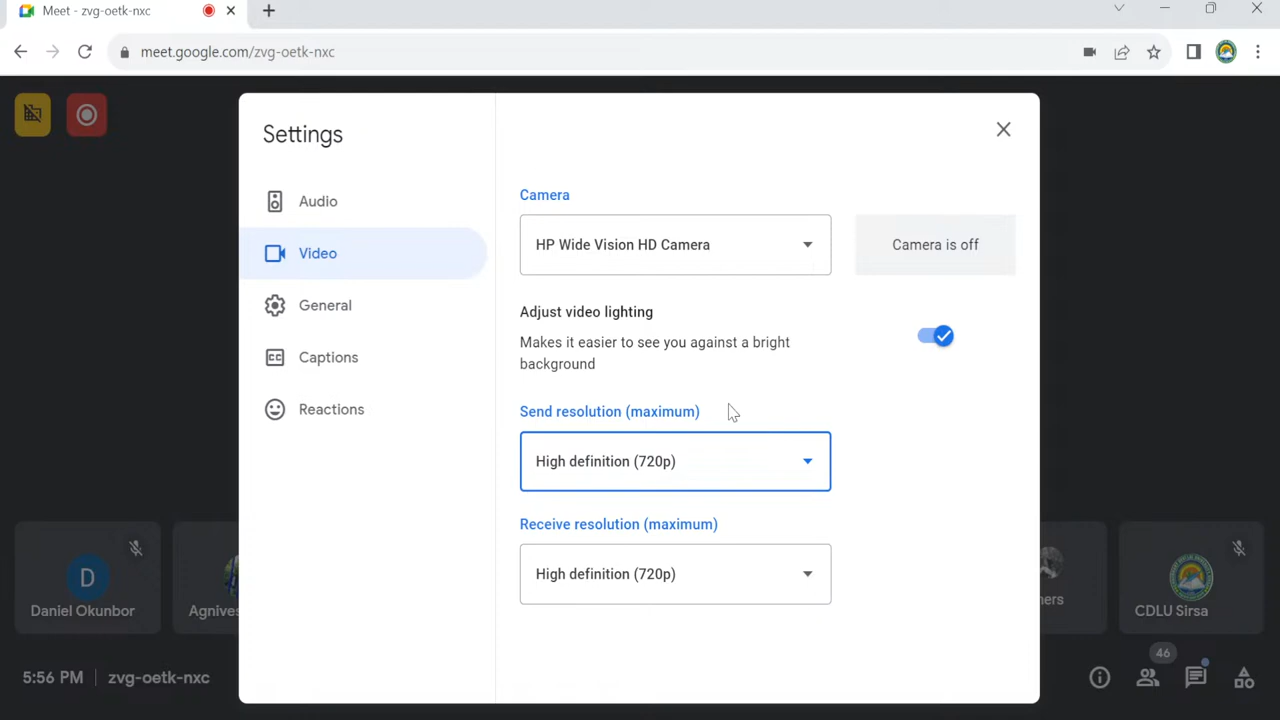 Meet - zvg-oetk-nxc
meet.google.com/zvg-oetk-nxc
Settings
Audio
Video
General
Captions
Reactions
Camera
HP Wide Vision HD Camera
Camera is off
Adjust video lighting
Makes it easier to see you against a bright
background
Send resolution (maximum)
High definition (720p)
Receive resolution (maximum)
High definition (720p)
D
Daniel Okunbor
Agnives
hers
CDLU Sirsa
5:56 PM | zvg-oetk-nxc
46